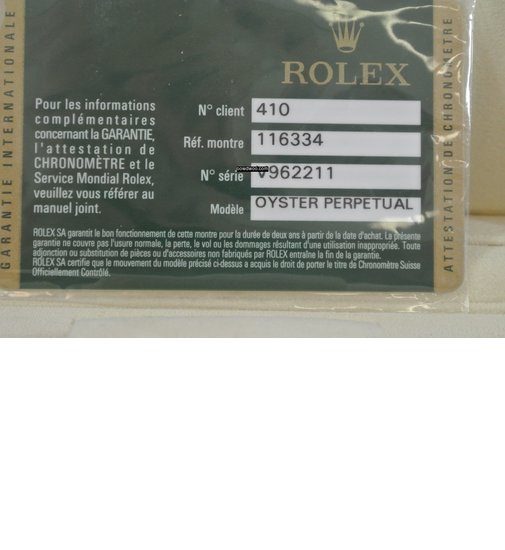 ROLEX
GARANTIE INTERNATIONALE
Pour les informations
complémentaires
concernant la GARANTIE,
l'attestation de
CHRONOMÈTRE et le
Service Mondial Rolex,
veuillez vous référer au
manuel joint.
N° client 410
Réf. montre 116334
N° série V962211
Modèle OYSTER PERPETUAL
ROLEX SA garantit le bon fonctionnement de cette montre pour la durée de deux ans à partir de la date d'achat. La présente
garantie ne couvre pas l'usure normale, la perte, le vol ou les dommages résultant d'une utilisation inappropriée. Toute
adjonction ou substitution de pièces ou d'accessoires non fabriqués par ROLEX entraîne la fin de la garantie.
ROLEX SA certifie que le mouvement du modèle précisé ci-dessus a acquis le droit de porter le titre de Chronomètre Suisse
Officiellement Contrôlé.
ATTESTATION DE CHRONOMETRE